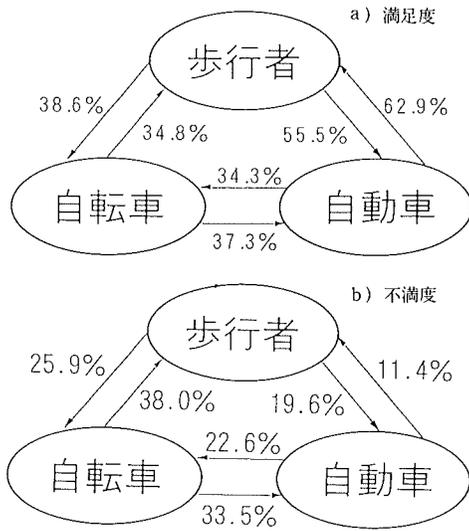 a) 満足度
歩行者
38.6%
34.8%
55.5%
62.9%
34.3%
自転車
自動車
37.3%
b) 不満度
歩行者
25.9%
38.0%
19.6%
11.4%
22.6%
自転車
自動車
33.5%